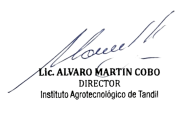 Lic. ALVARO MARTIN COBO
DIRECTOR
Instituto Agrotecnológico de Tandil